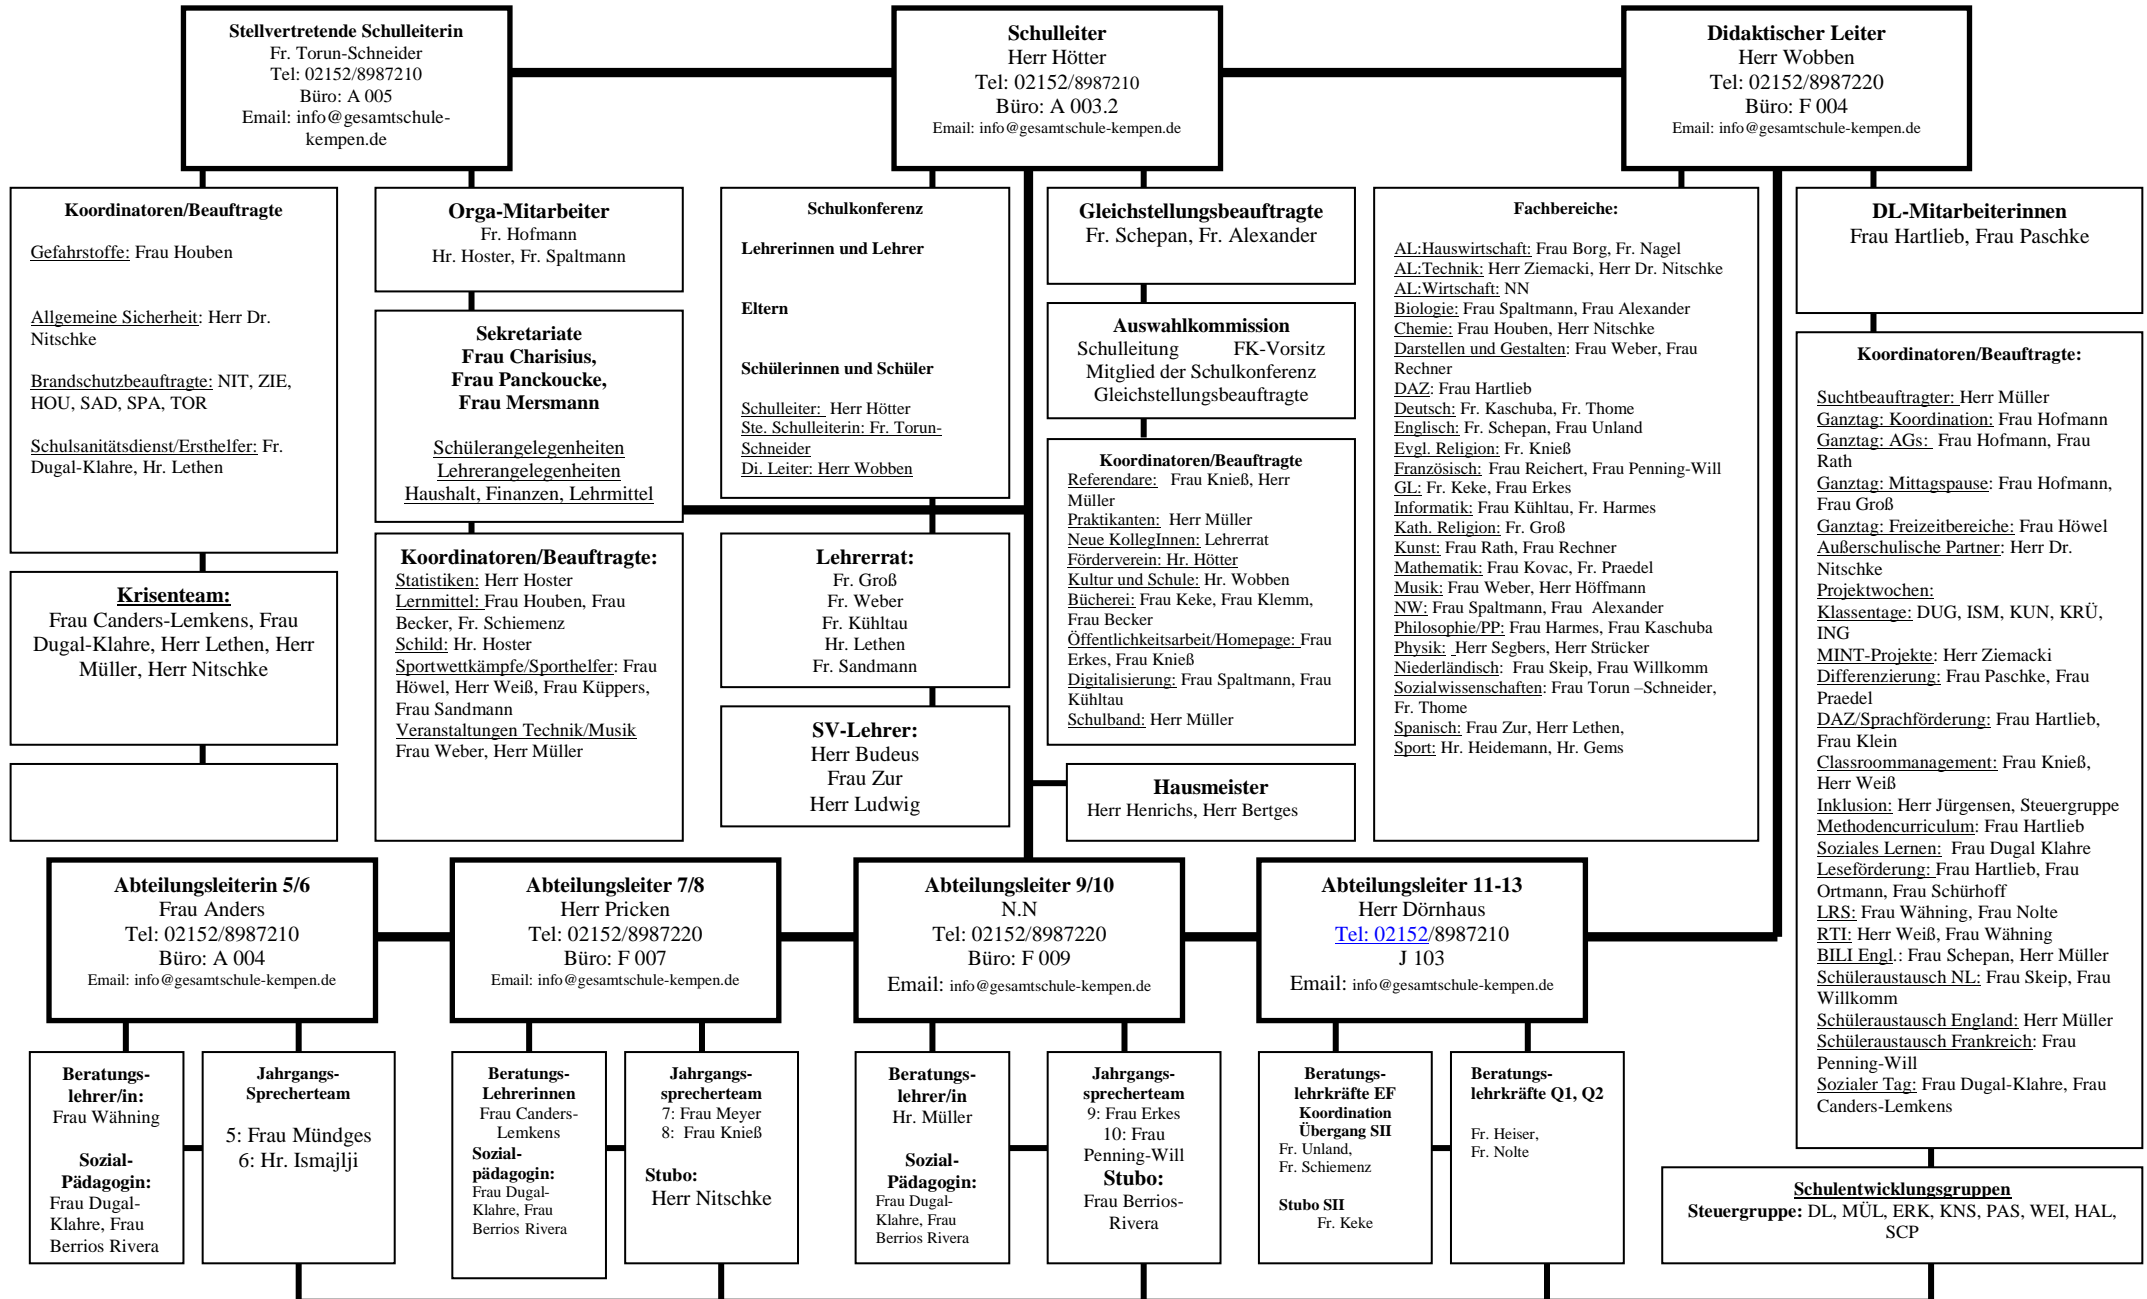 Stellvertretende Schulleiterin
Fr. Torun-Schneider
Tel: 02152/8987210
Büro: A 005
Email: info@gesamtschule-
kempen.de
Schulleiter
Herr Hötter
Tel: 02152/8987210
Büro: A 003.2
Email: info@gesamtschule-kempen.de
Didaktischer Leiter
Herr Wobben
Tel: 02152/8987220
Büro: F 004
Email: info@gesamtschule-kempen.de
Koordinatoren/Beauftragte
Gefahrstoffe: Frau Houben
Allgemeine Sicherheit: Herr Dr.
Nitschke
Brandschutzbeauftragte: NIT, ZIE,
HOU, SAD, SPA, TOR
Schulsanitätsdienst/Ersthelfer: Fr.
Dugal-Klahre, Hr. Lethen
Krisenteam:
Frau Canders-Lemkens, Frau
Dugal-Klahre, Herr Lethen, Herr
Müller, Herr Nitschke
Orga-Mitarbeiter
Fr. Hofmann
Hr. Hoster, Fr. Spaltmann
Sekretariate
Frau Charisius,
Frau Panckoucke,
Frau Mersmann
Schülerangelegenheiten
Lehrerangelegenheiten
Haushalt, Finanzen, Lehrmittel
Koordinatoren/Beauftragte:
Statistiken: Herr Hoster
Lernmittel: Frau Houben, Frau
Becker, Fr. Schiemenz
Schild: Hr. Hoster
Sportwettkämpfe/Sporthelfer: Frau
Höwel, Herr Weiß, Frau Küppers,
Frau Sandmann
Veranstaltungen Technik/Musik
Frau Weber, Herr Müller
Schulkonferenz
Lehrerinnen und Lehrer
Eltern
Schülerinnen und Schüler
Schulleiter: Herr Hötter
Ste. Schulleiterin: Fr. Torun-
Schneider
Di. Leiter: Herr Wobben
Lehrerrat:
Fr. Groß
Fr. Weber
Fr. Kühltau
Hr. Lethen
Fr. Sandmann
SV-Lehrer:
Herr Budeus
Frau Zur
Herr Ludwig
Gleichstellungsbeauftragte
Fr. Schepan, Fr. Alexander
Auswahlkommission
Schulleitung FK-Vorsitz
Mitglied der Schulkonferenz
Gleichstellungsbeauftragte
Koordinatoren/Beauftragte
Referendare: Frau Knieß, Herr
Müller
Praktikanten: Herr Müller
Neue KollegInnen: Lehrerrat
Förderverein: Hr. Hötter
Kultur und Schule: Hr. Wobben
Bücherei: Frau Keke, Frau Klemm,
Frau Becker
Öffentlichkeitsarbeit/Homepage: Frau
Erkes, Frau Knieß
Digitalisierung: Frau Spaltmann, Frau
Kühltau
Schulband: Herr Müller
Hausmeister
Herr Henrichs, Herr Bertges
Fachbereiche:
AL:Hauswirtschaft: Frau Borg, Fr. Nagel
AL:Technik: Herr Ziemacki, Herr Dr. Nitschke
AL:Wirtschaft: NN
Biologie: Frau Spaltmann, Frau Alexander
Chemie: Frau Houben, Herr Nitschke
Darstellen und Gestalten: Frau Weber, Frau
Rechner
DAZ: Frau Hartlieb
Deutsch: Fr. Kaschuba, Fr. Thome
Englisch: Fr. Schepan, Frau Unland
Evgl. Religion: Fr. Knieß
Französisch: Frau Reichert, Frau Penning-Will
GL: Fr. Keke, Frau Erkes
Informatik: Frau Kühltau, Fr. Harmes
Kath. Religion: Fr. Groß
Kunst: Frau Rath, Frau Rechner
Mathematik: Frau Kovac, Fr. Praedel
Musik: Frau Weber, Herr Höffmann
NW: Frau Spaltmann, Frau Alexander
Philosophie/PP: Frau Harmes, Frau Kaschuba
Physik: Herr Segbers, Herr Strücker
Niederländisch: Frau Skeip, Frau Willkomm
Sozialwissenschaften: Frau Torun –Schneider,
Fr. Thome
Spanisch: Frau Zur, Herr Lethen,
Sport: Hr. Heidemann, Hr. Gems
DL-Mitarbeiterinnen
Frau Hartlieb, Frau Paschke
Koordinatoren/Beauftragte:
Suchtbeauftragter: Herr Müller
Ganztag: Koordination: Frau Hofmann
Ganztag: AGs: Frau Hofmann, Frau
Rath
Ganztag: Mittagspause: Frau Hofmann,
Frau Groß
Ganztag: Freizeitbereiche: Frau Höwel
Außerschulische Partner: Herr Dr.
Nitschke
Projektwochen:
Klassentage: DUG, ISM, KUN, KRÜ,
ING
MINT-Projekte: Herr Ziemacki
Differenzierung: Frau Paschke, Frau
Praedel
DAZ/Sprachförderung: Frau Hartlieb,
Frau Klein
Classroommanagement: Frau Knieß,
Herr Weiß
Inklusion: Herr Jürgensen, Steuergruppe
Methodencurriculum: Frau Hartlieb
Soziales Lernen: Frau Dugal Klahre
Leseförderung: Frau Hartlieb, Frau
Ortmann, Frau Schürhoff
LRS: Frau Wähning, Frau Nolte
RTI: Herr Weiß, Frau Wähning
BILI Engl.: Frau Schepan, Herr Müller
Schüleraustausch NL: Frau Skeip, Frau
Willkomm
Schüleraustausch England: Herr Müller
Schüleraustausch Frankreich: Frau
Penning-Will
Sozialer Tag: Frau Dugal-Klahre, Frau
Canders-Lemkens
Abteilungsleiterin 5/6
Frau Anders
Tel: 02152/8987210
Büro: A 004
Email: info@gesamtschule-kempen.de
Abteilungsleiter 7/8
Herr Pricken
Tel: 02152/8987220
Büro: F 007
Email: info@gesamtschule-kempen.de
Abteilungsleiter 9/10
N.N
Tel: 02152/8987220
Büro: F 009
Email: info@gesamtschule-kempen.de
Abteilungsleiter 11-13
Herr Dörnhaus
Tel: 02152/8987210
J 103
Email: info@gesamtschule-kempen.de
Beratungs-
lehrer/in:
Frau Wähning
Sozial-
Pädagogin:
Frau Dugal-
Klahre, Frau
Berrios Rivera
Jahrgangs-
Sprecherteam
5: Frau Mündges
6: Hr. Ismajlji
Beratungs-
Lehrerinnen
Frau Canders-
Lemkens
Sozial-
pädagogin:
Frau Dugal-
Klahre, Frau
Berrios Rivera
Jahrgangs-
sprecherteam
7: Frau Meyer
8: Frau Knieß
Stubo:
Herr Nitschke
Beratungs-
lehrer/in
Hr. Müller
Sozial-
Pädagogin:
Frau Dugal-
Klahre, Frau
Berrios Rivera
Jahrgangs-
sprecherteam
9: Frau Erkes
10: Frau
Penning-Will
Stubo:
Frau Berrios-
Rivera
Beratungs-
lehrkräfte EF
Koordination
Übergang SII
Fr. Unland,
Fr. Schiemenz
Stubo SII
Fr. Keke
Beratungs-
lehrkräfte Q1, Q2
Fr. Heiser,
Fr. Nolte
Schulentwicklungsgruppen
Steuergruppe: DL, MÜL, ERK, KNS, PAS, WEI, HAL,
SCP